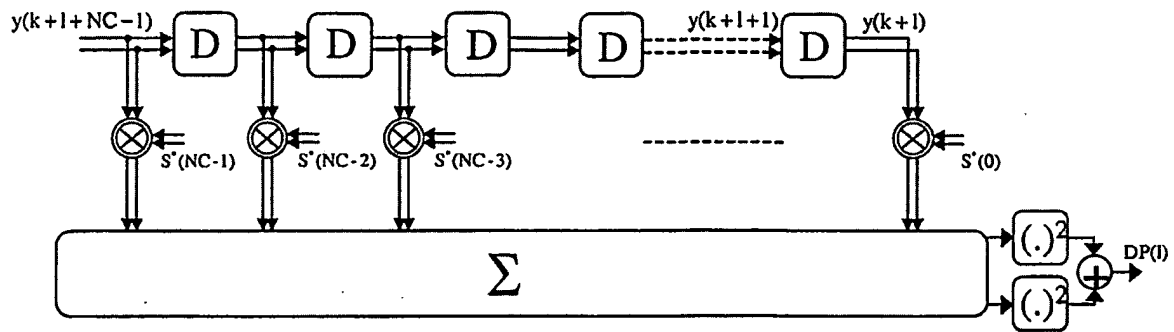 y(k+l+NC-1) y(k+l+1) y(k+l)
D D D D D
S*(NC-1) S*(NC-2) S*(NC-3) S*(0)
Σ
(.)² (.)²
+ DP(l)